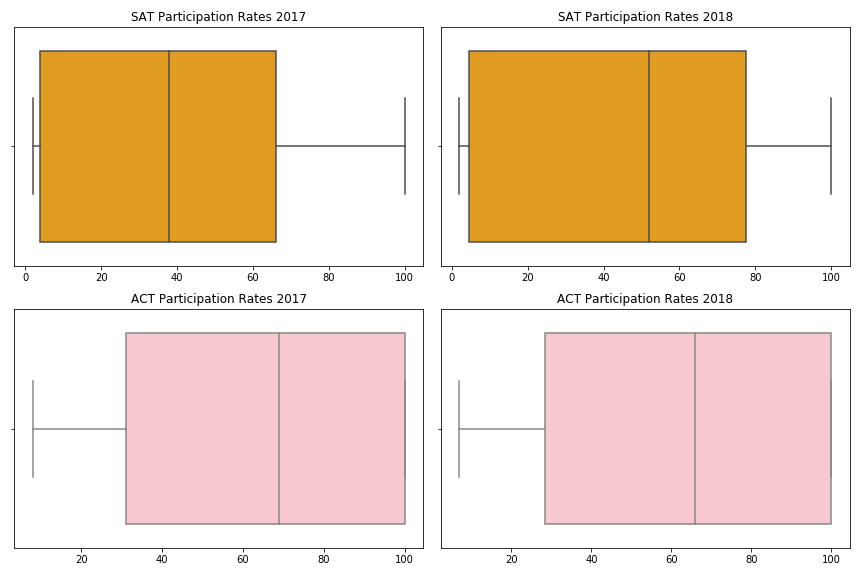 SAT Participation Rates 2017
SAT Participation Rates 2018
0 20 40 60 80 100
0 20 40 60 80 100
ACT Participation Rates 2017
ACT Participation Rates 2018
20 40 60 80 100
20 40 60 80 100